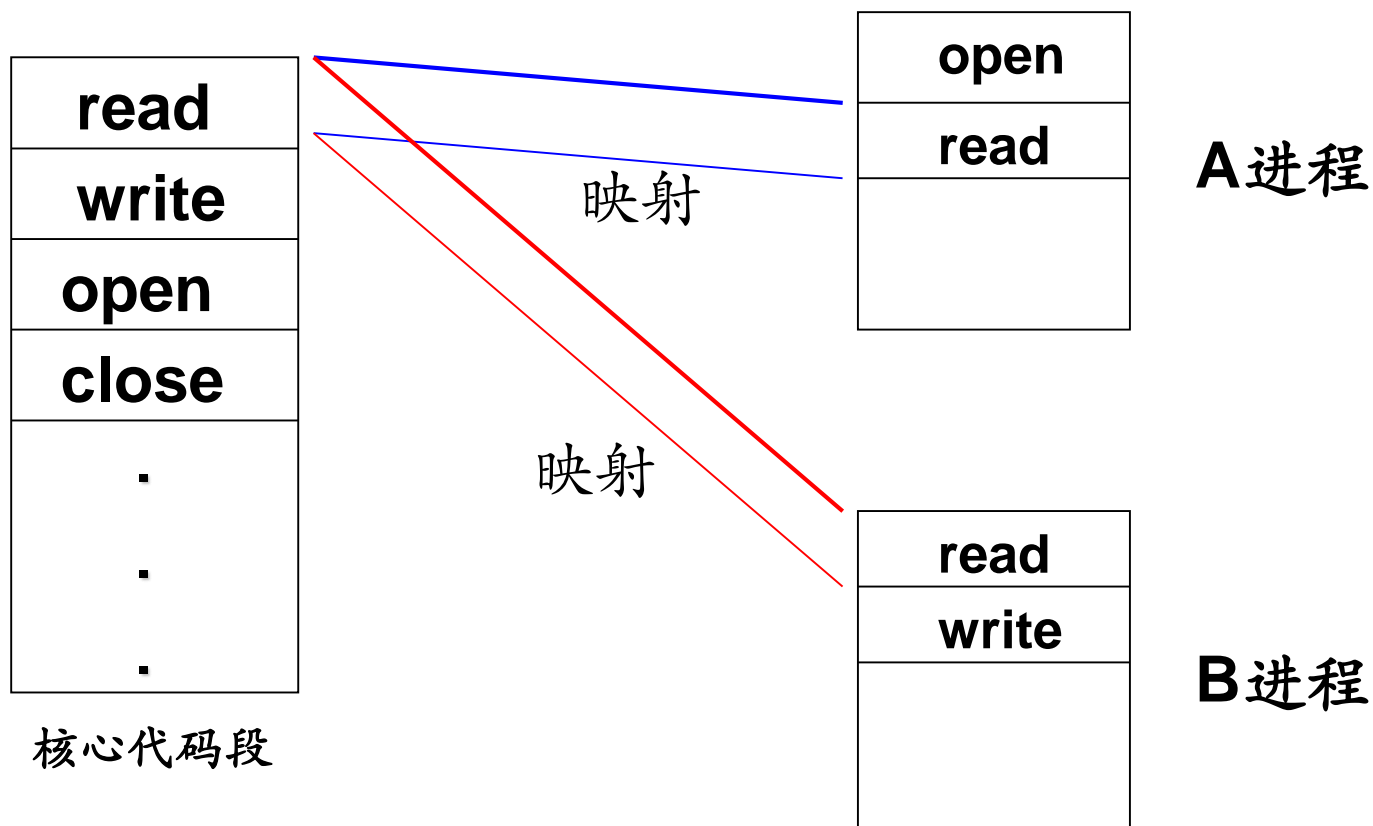 read
write
open
close
.
.
.
核心代码段
映射
映射
open
read
A进程
read
write
B进程